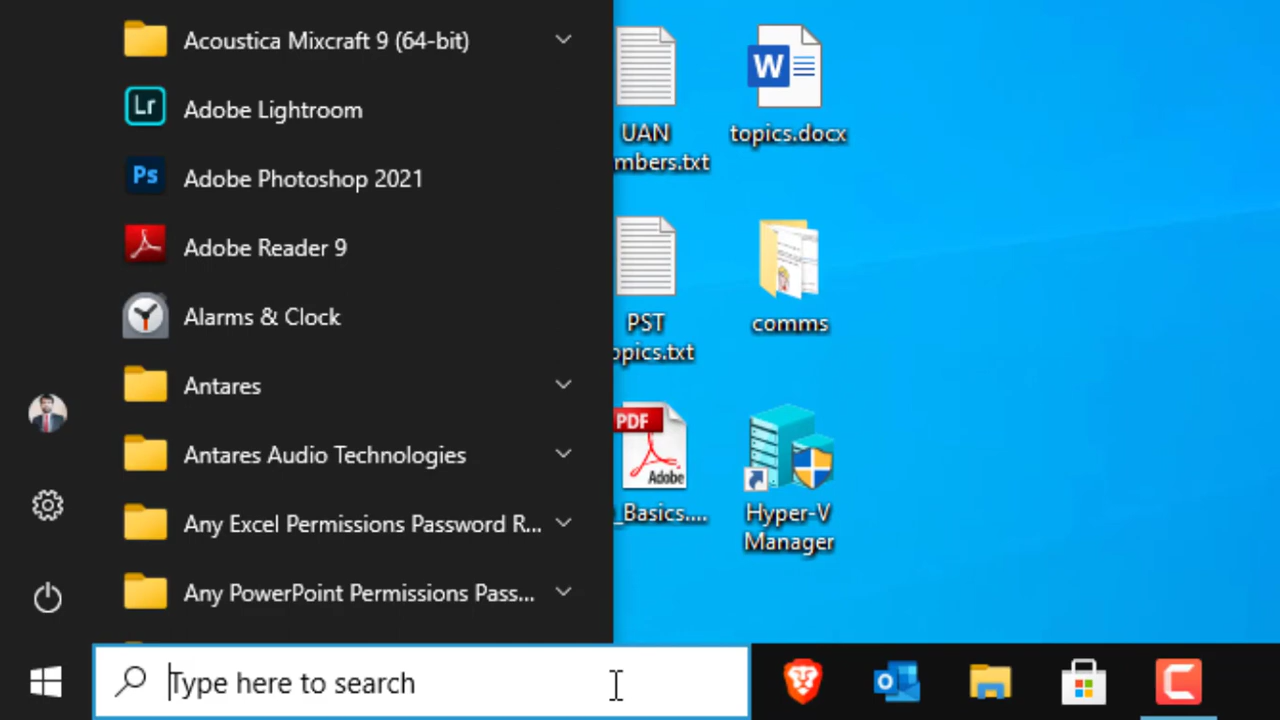 Acoustica Mixcraft 9 (64-bit)
Lr Adobe Lightroom
Ps Adobe Photoshop 2021
Adobe Reader 9
Alarms & Clock
Antares
Antares Audio Technologies
Any Excel Permissions Password R...
Any PowerPoint Permissions Pass...
Type here to search
UAN
mbers.txt
W
topics.docx
PST
opics.txt
comms
PDF
Adobe
_Basics....
Hyper-V
Manager